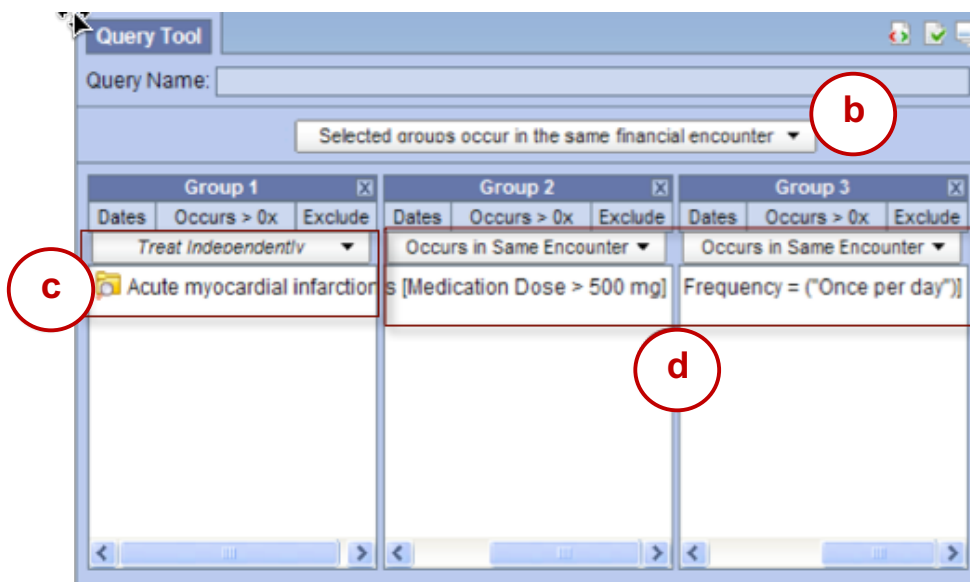 Query Tool
Query Name:
b
Selected groups occur in the same financial encounter
Group 1 Group 2 Group 3
Dates Occurs > 0x Exclude Dates Occurs > 0x Exclude Dates Occurs > 0x Exclude
Treat Independently Occurs in Same Encounter Occurs in Same Encounter
c
Acute myocardial infarction s [Medication Dose > 500 mg] Frequency = ("Once per day")]
d